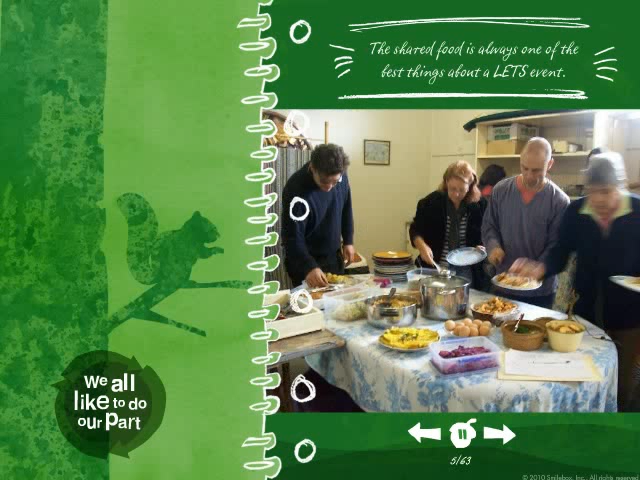 The shared food is always one of the
best things about a LETS event.
We all
like to do
our part
5/63
© 2010 Smilebox, Inc. All rights reserved